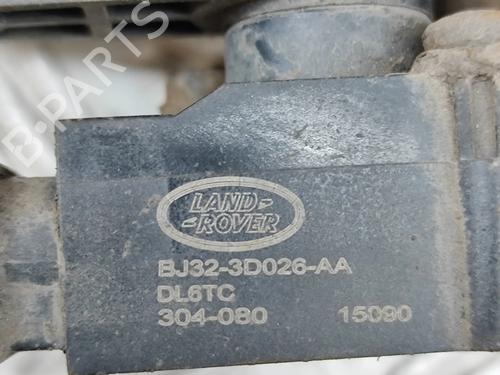 B-PARTS
LAND-
-ROVER
BJ32-3D026-AA
DL6TC
304-080 15090